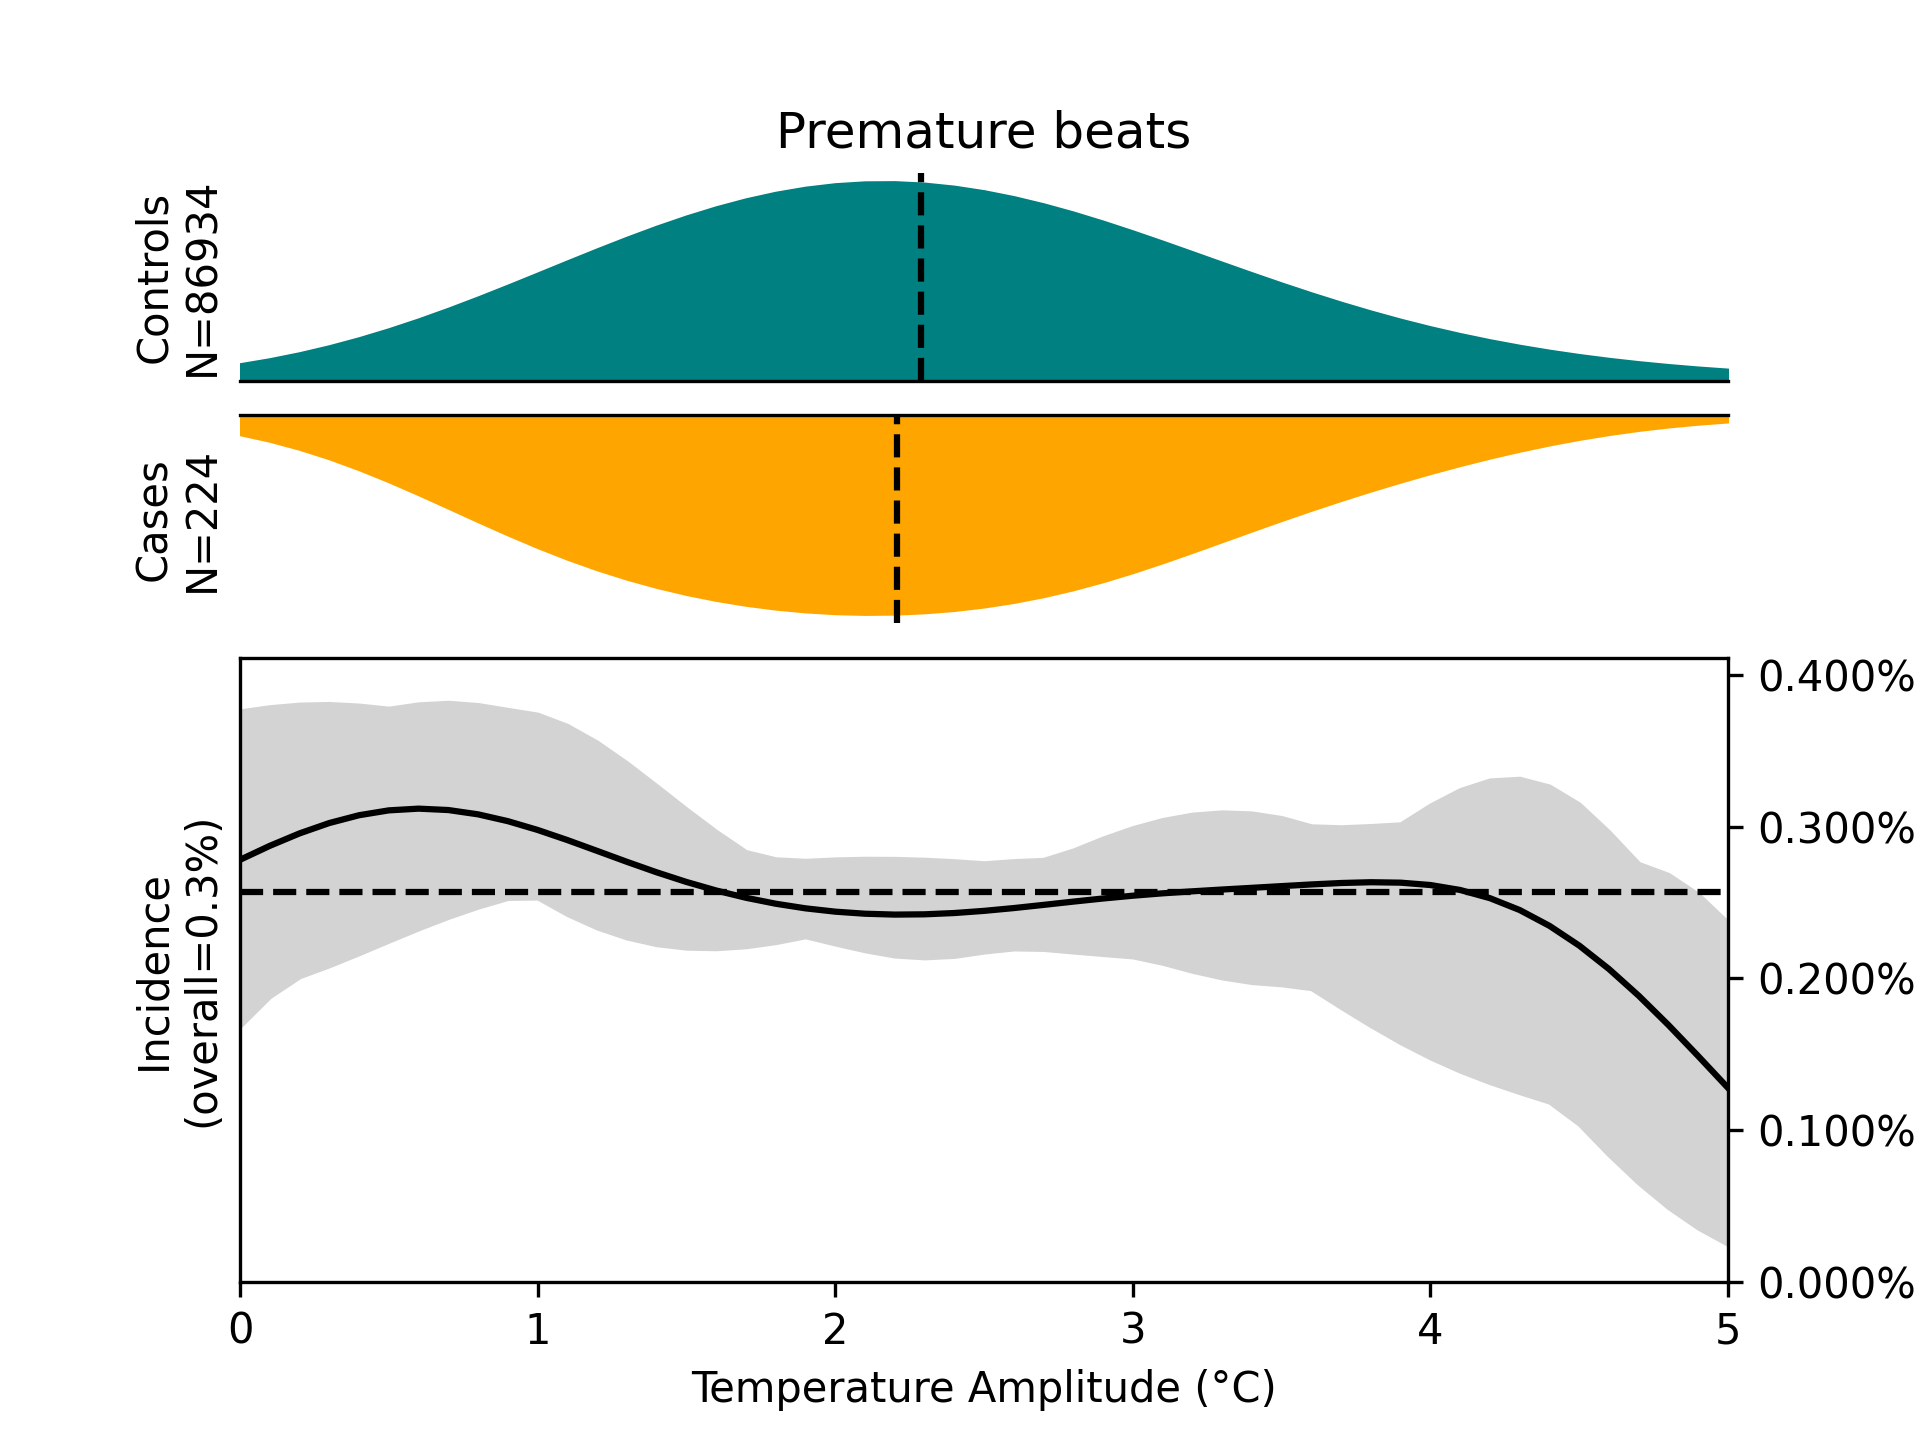 Premature beats
Controls
N=86934
Cases
N=224
Incidence
(overall=0.3%)
0.400%
0.300%
0.200%
0.100%
0.000%
0 1 2 3 4 5
Temperature Amplitude (°C)